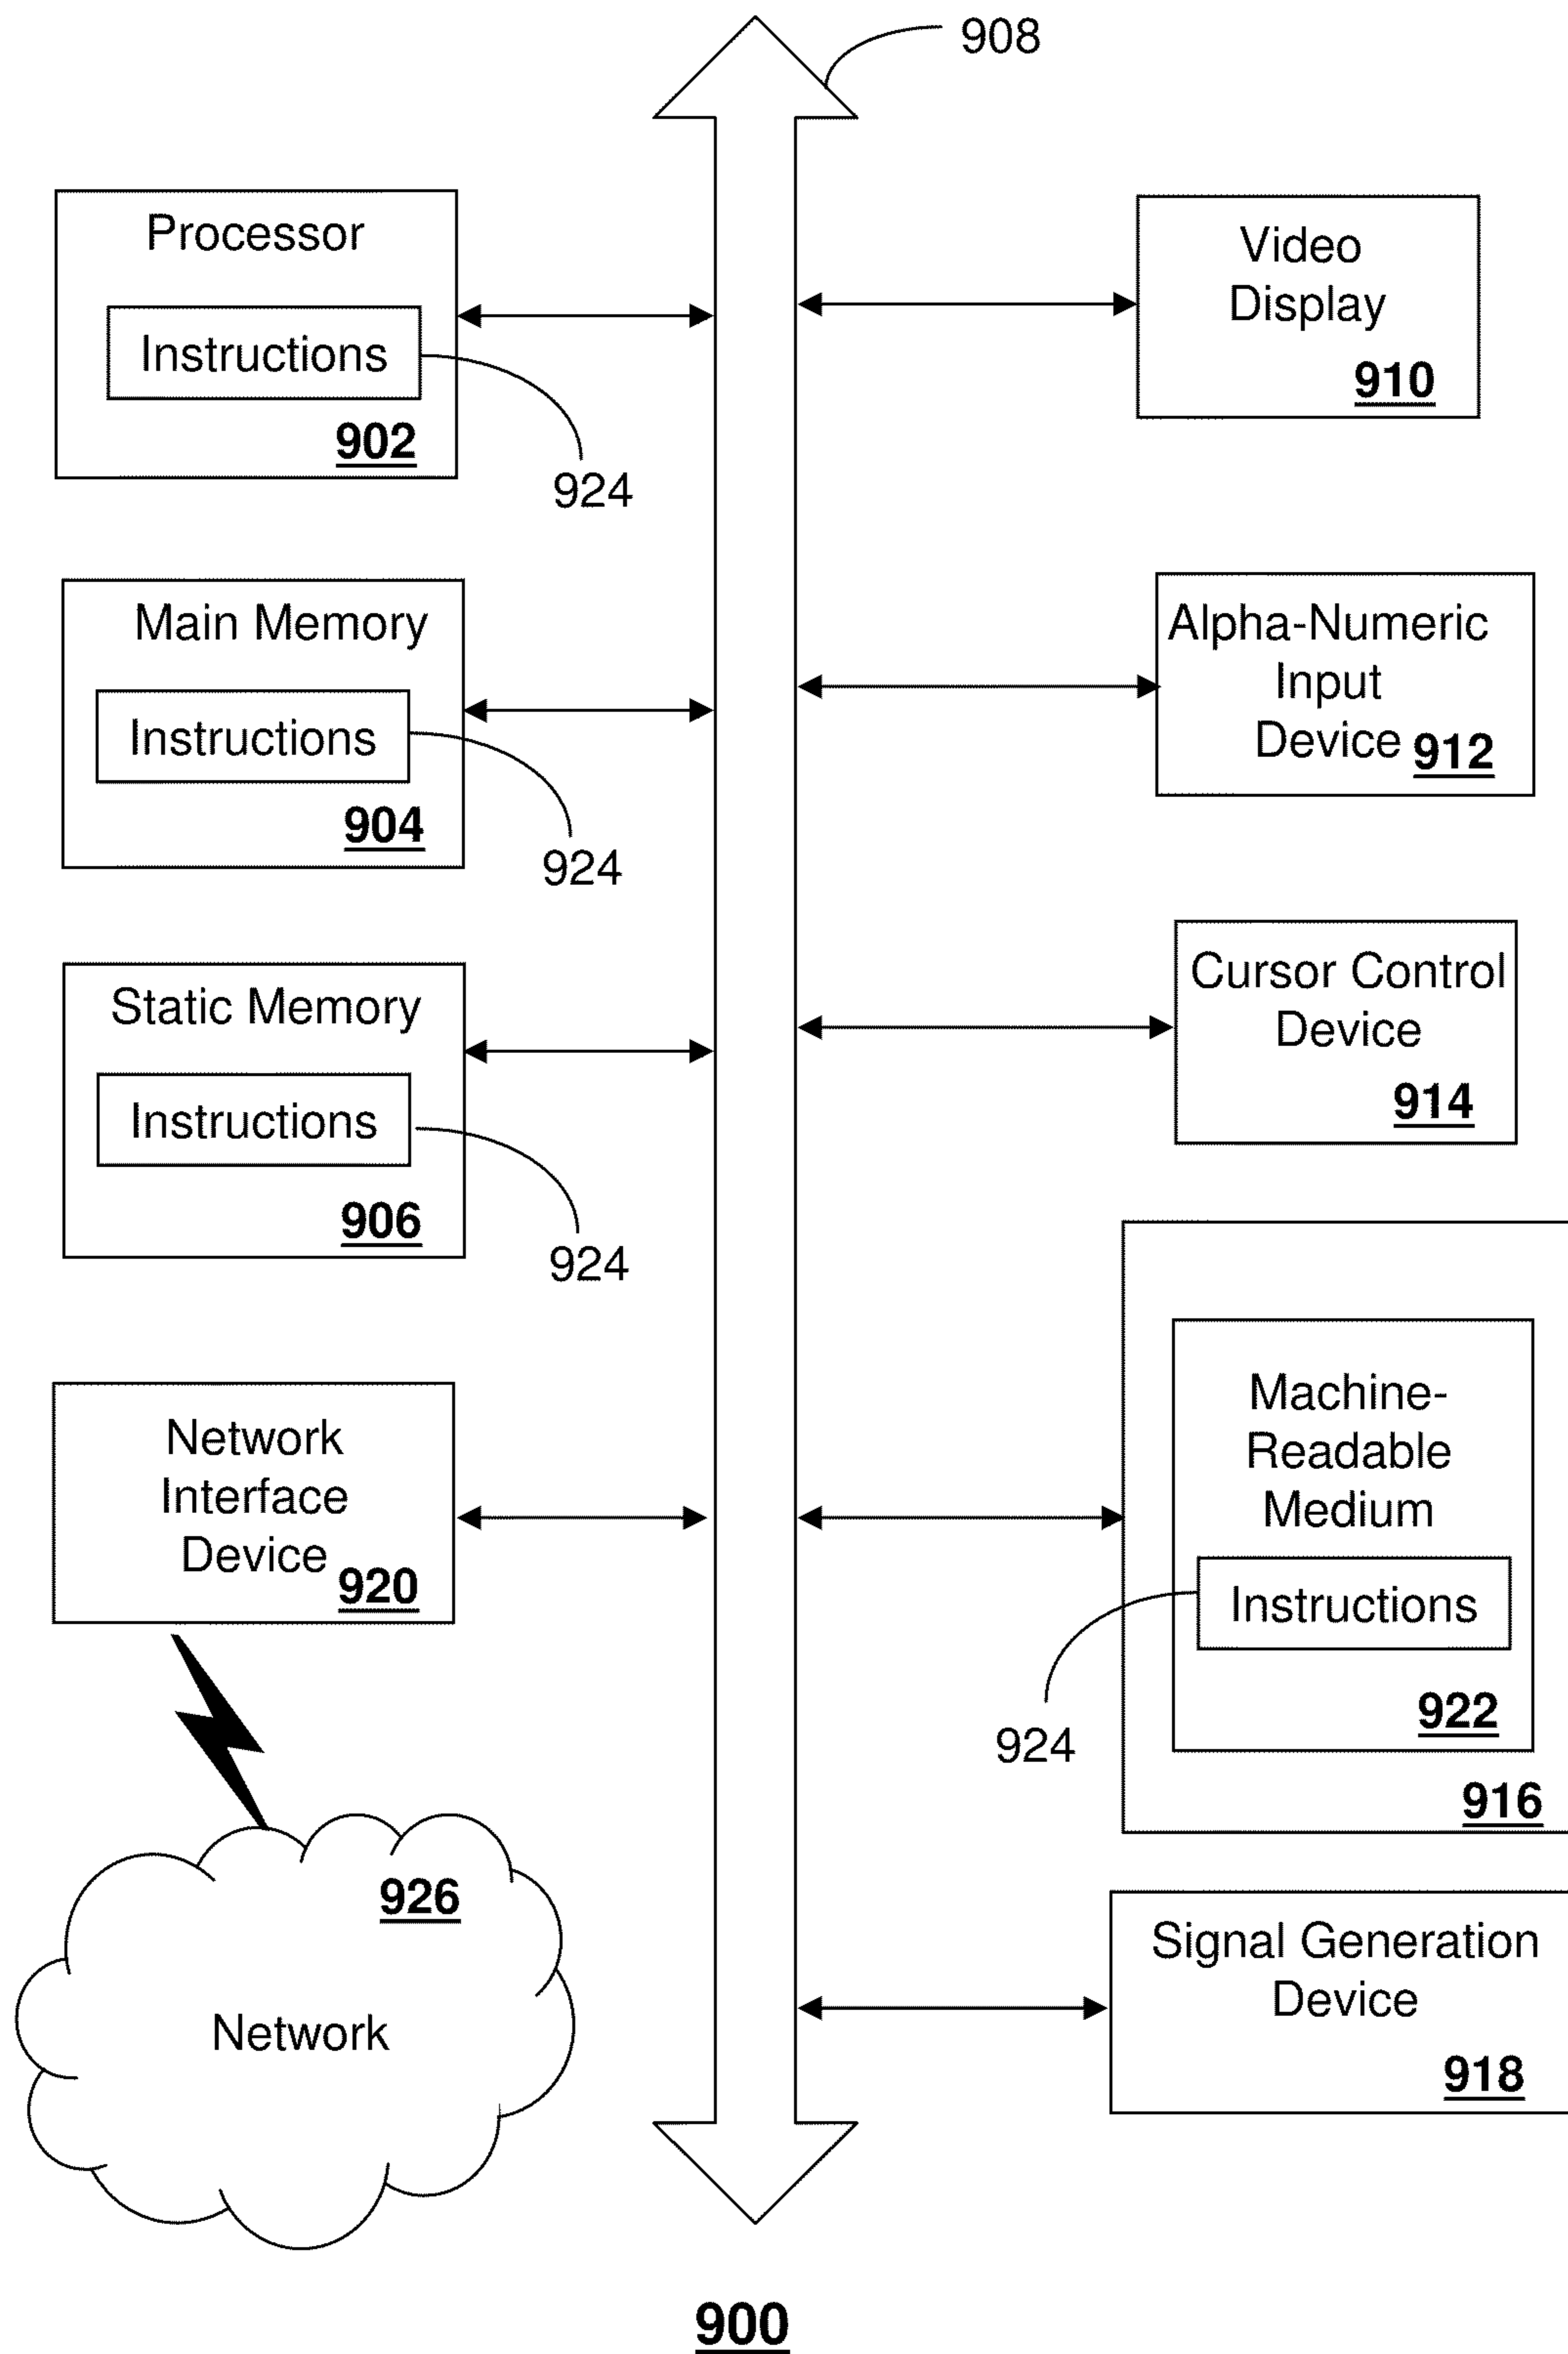 908
Processor
Instructions
902
924
Main Memory
Instructions
904
924
Static Memory
Instructions
906
924
Network
Interface
Device
920
926
Network
Video
Display
910
Alpha-Numeric
Input
Device 912
Cursor Control
Device
914
Machine-
Readable
Medium
Instructions
922
924
916
Signal Generation
Device
918
900